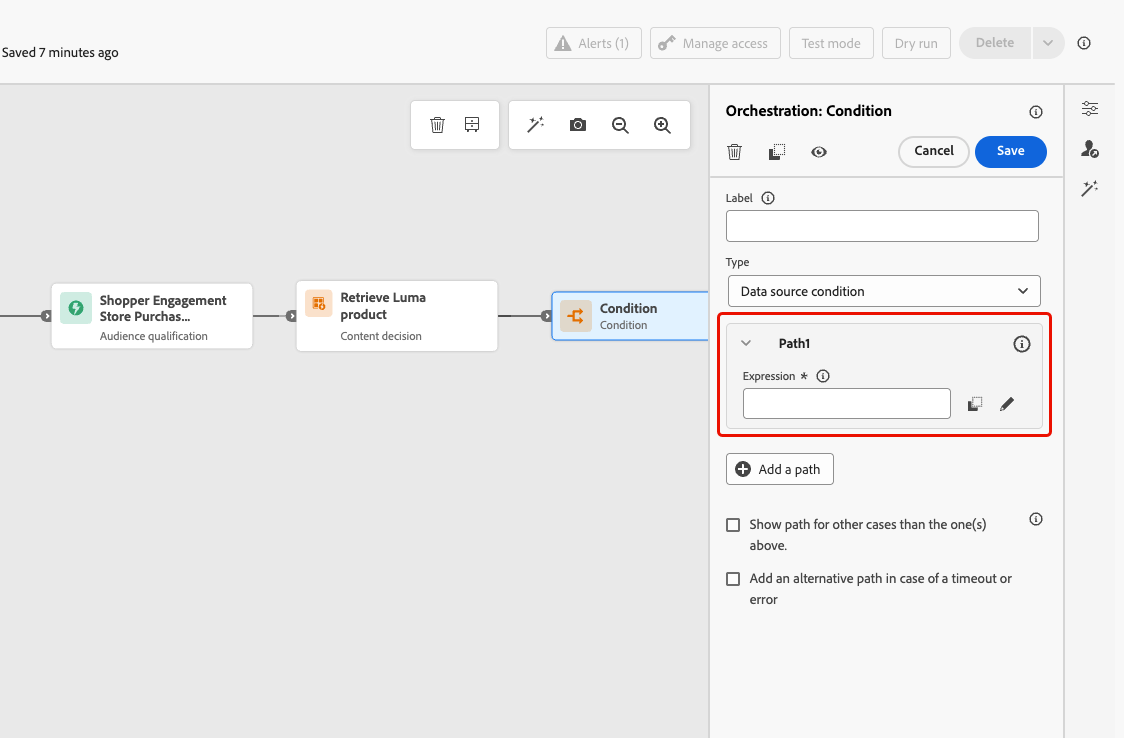 Saved 7 minutes ago
Alerts (1)
Manage access
Test mode
Dry run
Delete
Orchestration: Condition
Cancel
Save
Label
Type
Data source condition
Path1
Expression *
Add a path
Show path for other cases than the one(s)
above.
Add an alternative path in case of a timeout or
error
Shopper Engagement
Store Purchas...
Audience qualification
Retrieve Luma
product
Content decision
Condition
Condition